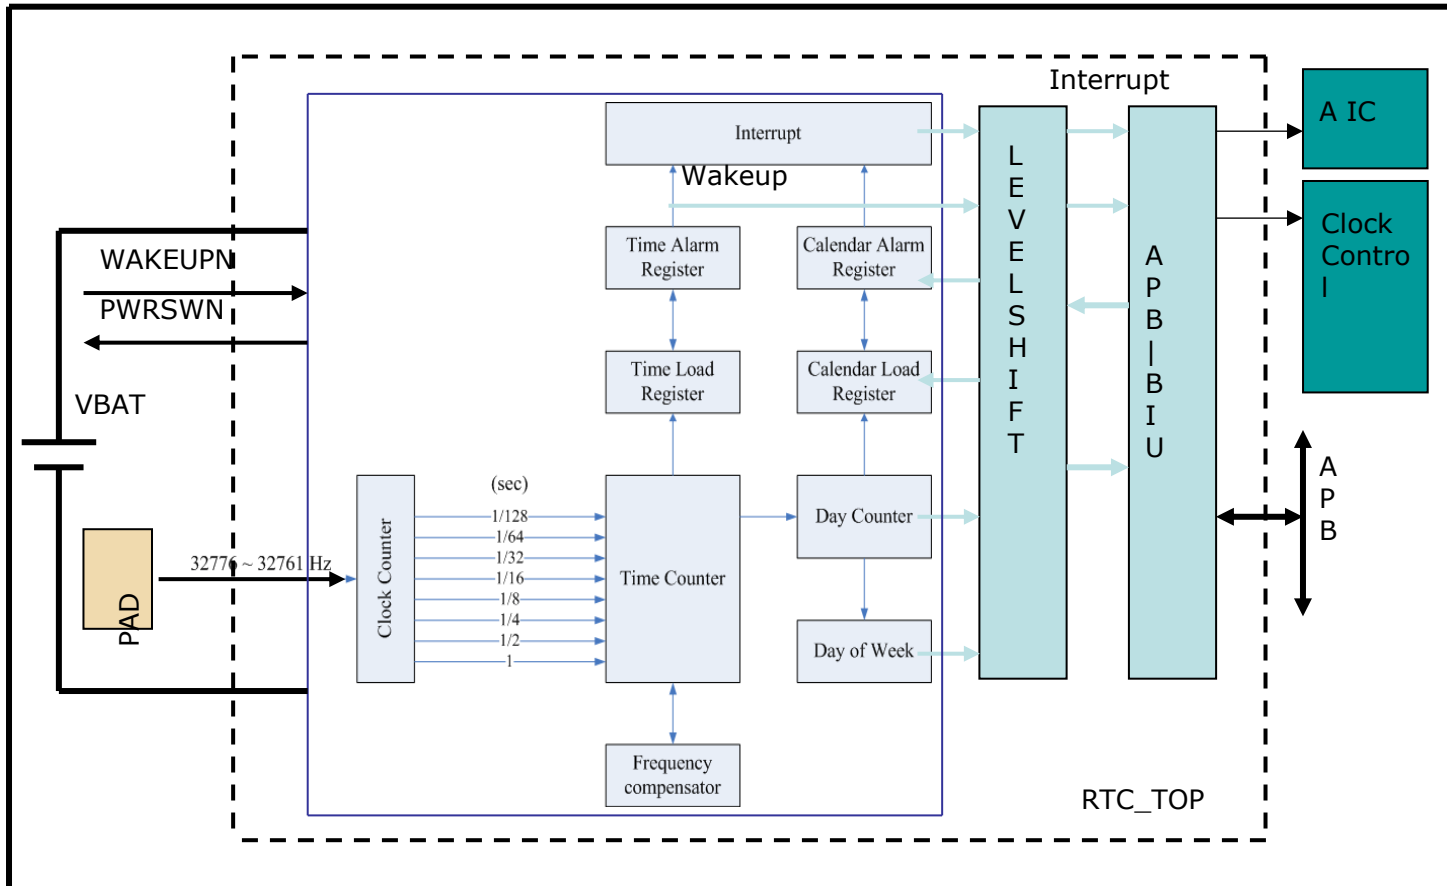 Interrupt
A IC
Interrupt
Wakeup
L
E
V
E
L
S
H
I
F
T
A
P
B
|
B
I
U
Clock
Contro
l
WAKEUPN
PWRSWN
Time Alarm
Register
Calendar Alarm
Register
Time Load
Register
Calendar Load
Register
VBAT
A
P
B
(sec)
1/128
1/64
1/32
1/16
1/8
1/4
1/2
1
32776 ~ 32761 Hz
PAD
Clock Counter
Time Counter
Day Counter
Day of Week
Frequency
compensator
RTC_TOP